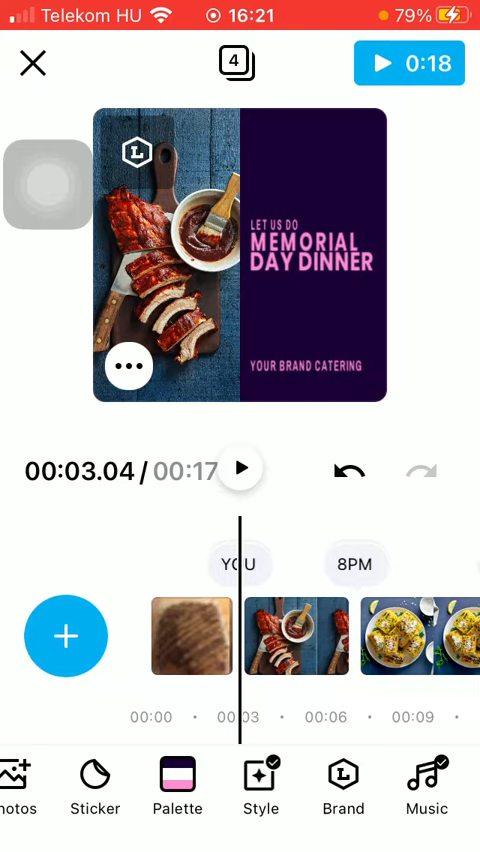 Telekom HU 16:21 79%
4
0:18
L
LET US DO
MEMORIAL
DAY DINNER
YOUR BRAND CATERING
00:03.04 / 00:17
YOU 8PM
00:00 00:03 00:06 00:09
Sticker Palette Style Brand Music